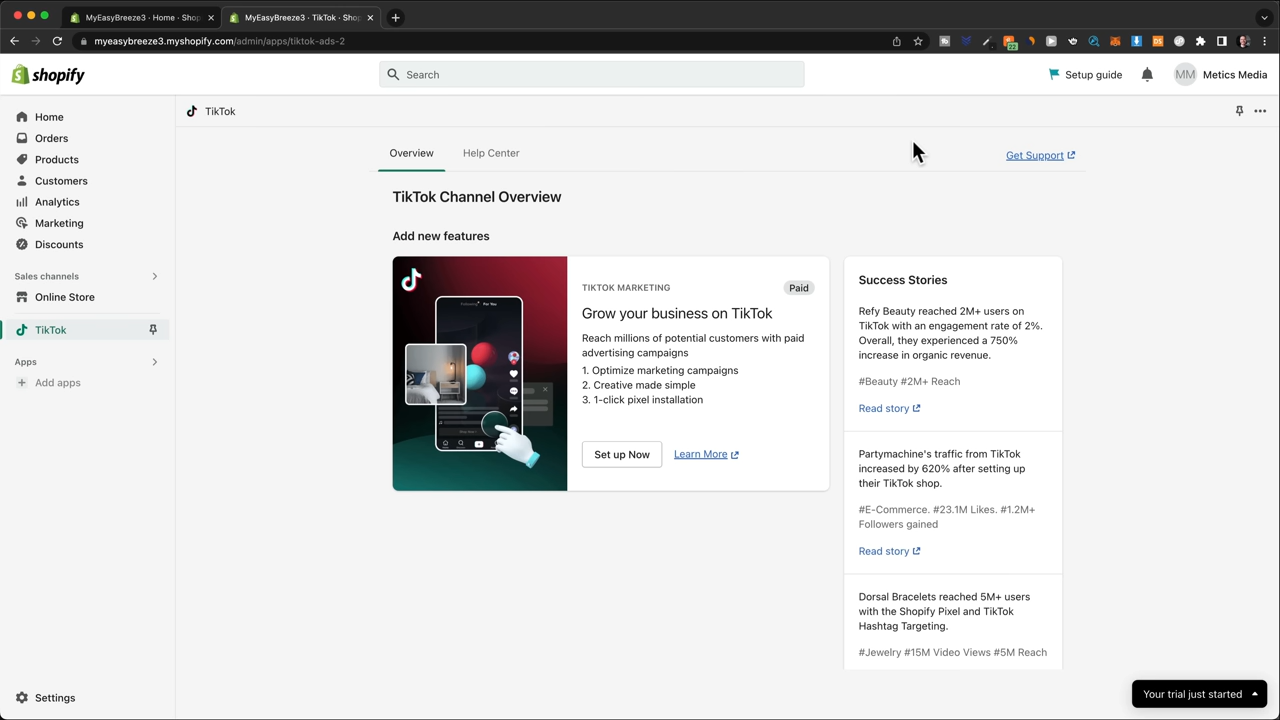 MyEasyBreeze3 · Home · Shop
MyEasyBreeze3 · TikTok · Shop
myeasybreeze3.myshopify.com/admin/apps/tiktok-ads-2
23
DS
shopify
Search
Setup guide
MM
Metics Media
Home
Orders
Products
Customers
Analytics
Marketing
Discounts
Sales channels
Online Store
TikTok
Apps
Add apps
Settings
TikTok
Overview
Help Center
Get Support
TikTok Channel Overview
Add new features
For You
TIKTOK MARKETING
Paid
Grow your business on TikTok
Reach millions of potential customers with paid
advertising campaigns
1. Optimize marketing campaigns
2. Creative made simple
3. 1-click pixel installation
Set up Now
Learn More
Success Stories
Refy Beauty reached 2M+ users on
TikTok with an engagement rate of 2%.
Overall, they experienced a 750%
increase in organic revenue.
#Beauty #2M+ Reach
Read story
Partymachine's traffic from TikTok
increased by 620% after setting up
their TikTok shop.
#E-Commerce. #23.1M Likes. #1.2M+
Followers gained
Read story
Dorsal Bracelets reached 5M+ users
with the Shopify Pixel and TikTok
Hashtag Targeting.
#Jewelry #15M Video Views #5M Reach
Your trial just started